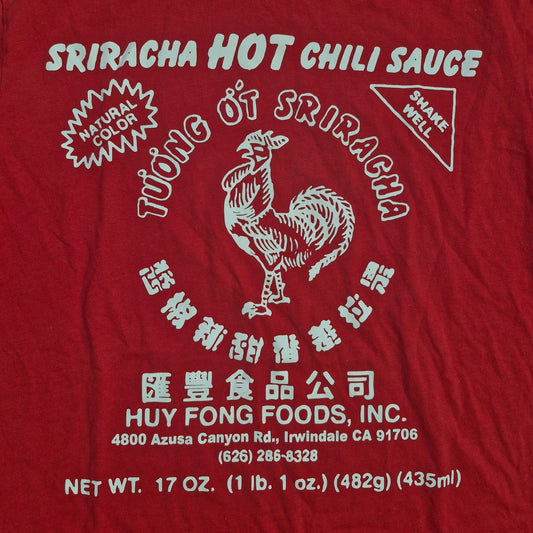 SRIRACHA HOT CHILI SAUCE
NATURAL
COLOR
SHAKE
WELL
TƯƠNG ỚT SRIRACHA
匯豐食品公司
HUY FONG FOODS, INC.
4800 Azusa Canyon Rd., Irwindale CA 91706
(626) 286-8328
NET WT. 17 OZ. (1 lb. 1 oz.) (482g) (435ml)